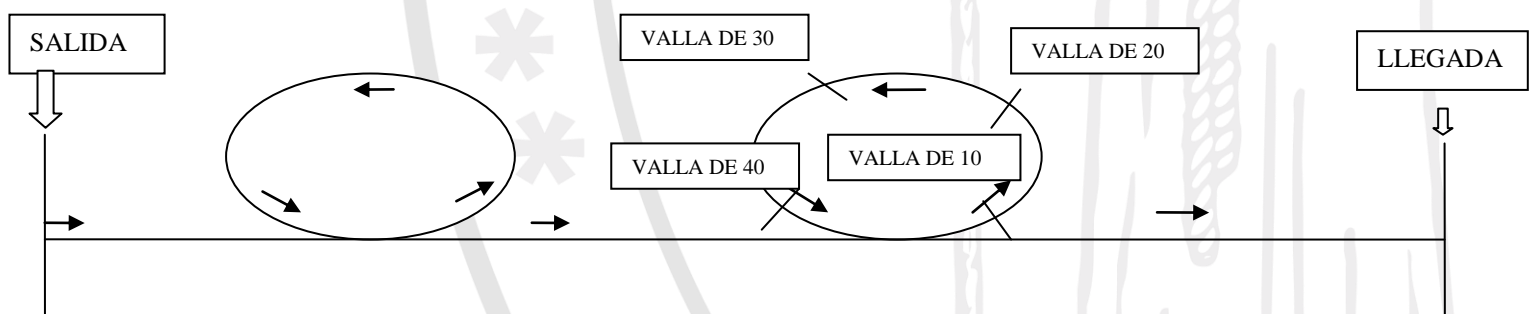 SALIDA
VALLA DE 30
VALLA DE 20
LLEGADA
VALLA DE 40
VALLA DE 10